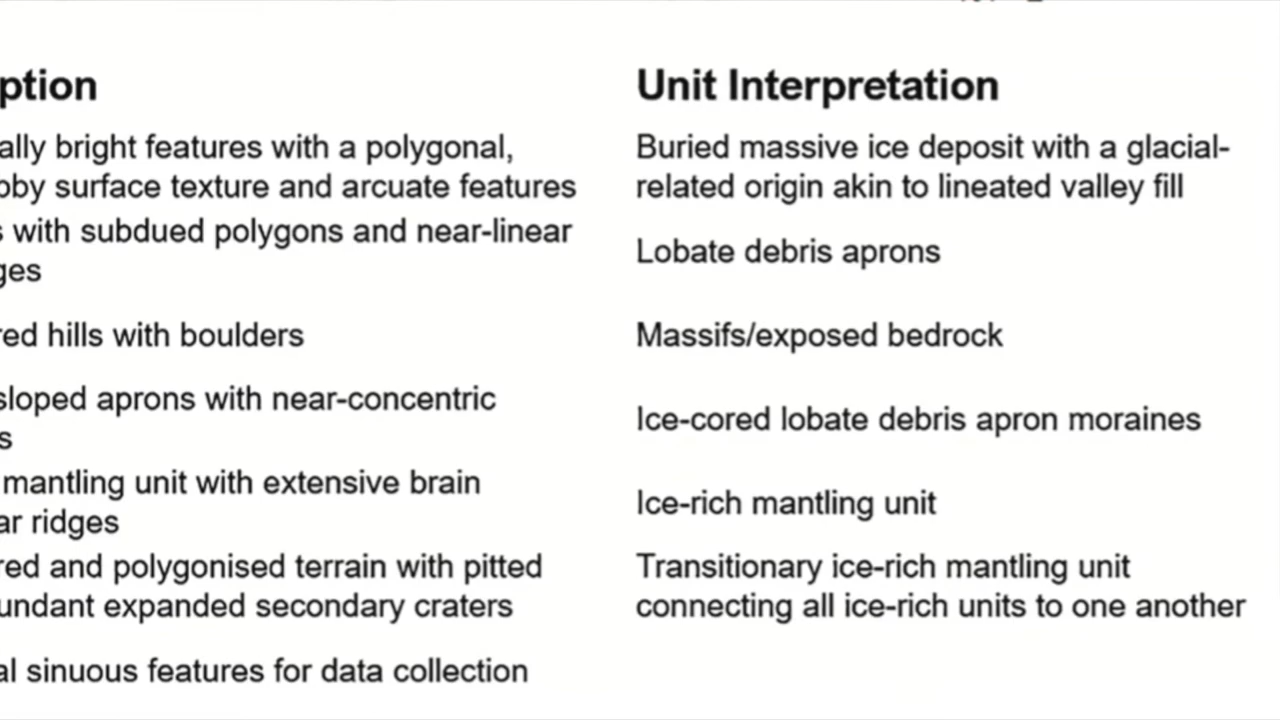 ption
Unit Interpretation
ally bright features with a polygonal,
bby surface texture and arcuate features
Buried massive ice deposit with a glacial-
related origin akin to lineated valley fill
s with subdued polygons and near-linear
ges
Lobate debris aprons
red hills with boulders
Massifs/exposed bedrock
sloped aprons with near-concentric
s
Ice-cored lobate debris apron moraines
mantling unit with extensive brain
ar ridges
Ice-rich mantling unit
red and polygonised terrain with pitted
undant expanded secondary craters
Transitionary ice-rich mantling unit
connecting all ice-rich units to one another
al sinuous features for data collection